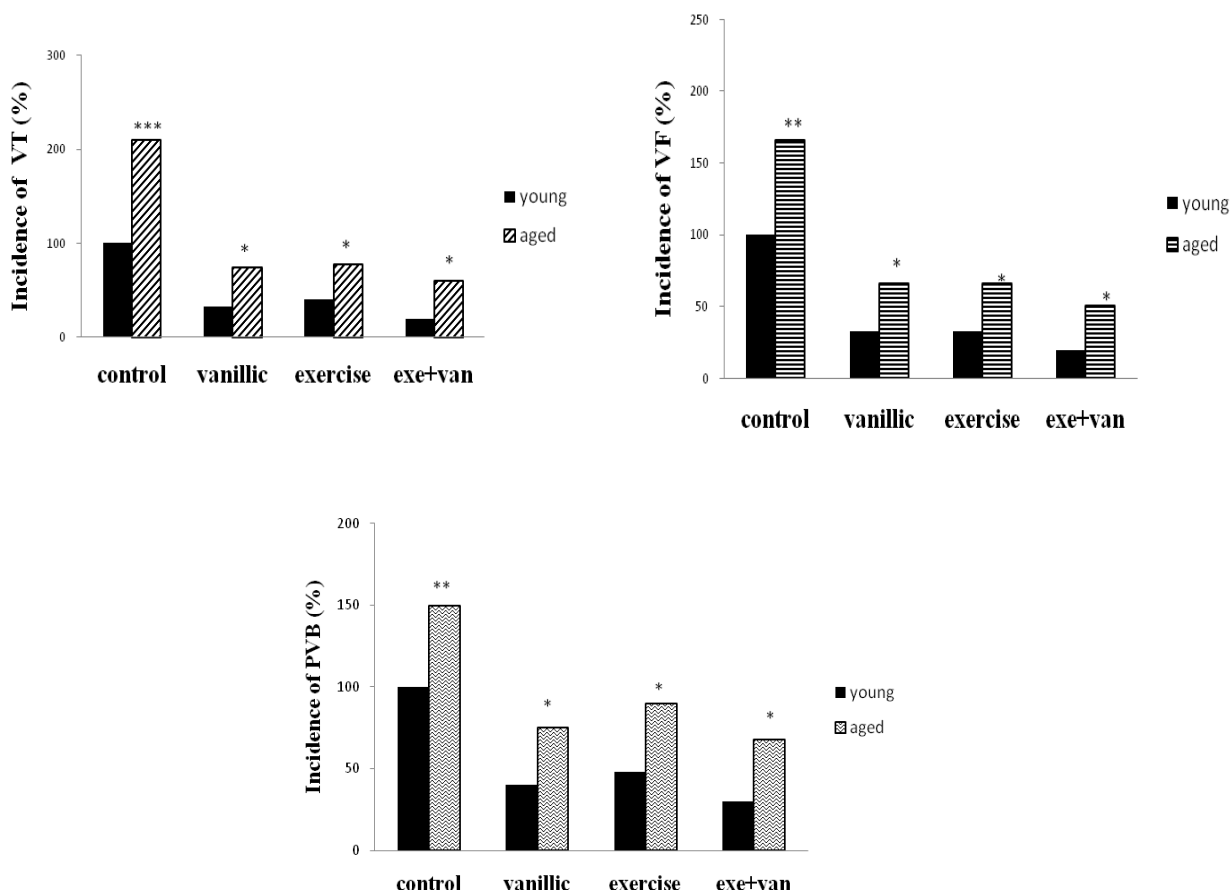 Incidence of VT (%)
300
200
100
0
***
*
*
*
control vanillic exercise exe+van
young
aged
Incidence of VF (%)
250
200
150
100
50
0
**
*
*
*
control vanillic exercise exe+van
young
aged
Incidence of PVB (%)
200
150
100
50
0
**
*
*
*
control vanillic exercise exe+van
young
aged